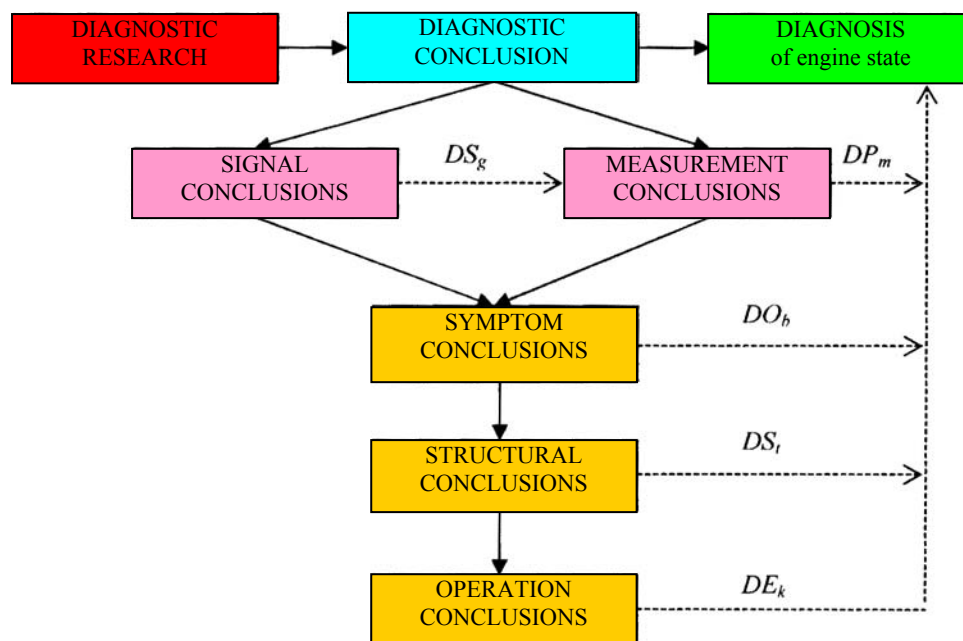 DIAGNOSTIC
RESEARCH
DIAGNOSTIC
CONCLUSION
DIAGNOSIS
of engine state
SIGNAL
CONCLUSIONS
DSg
MEASUREMENT
CONCLUSIONS
DPm
SYMPTOM
CONCLUSIONS
DOb
STRUCTURAL
CONCLUSIONS
DSt
OPERATION
CONCLUSIONS
DEk